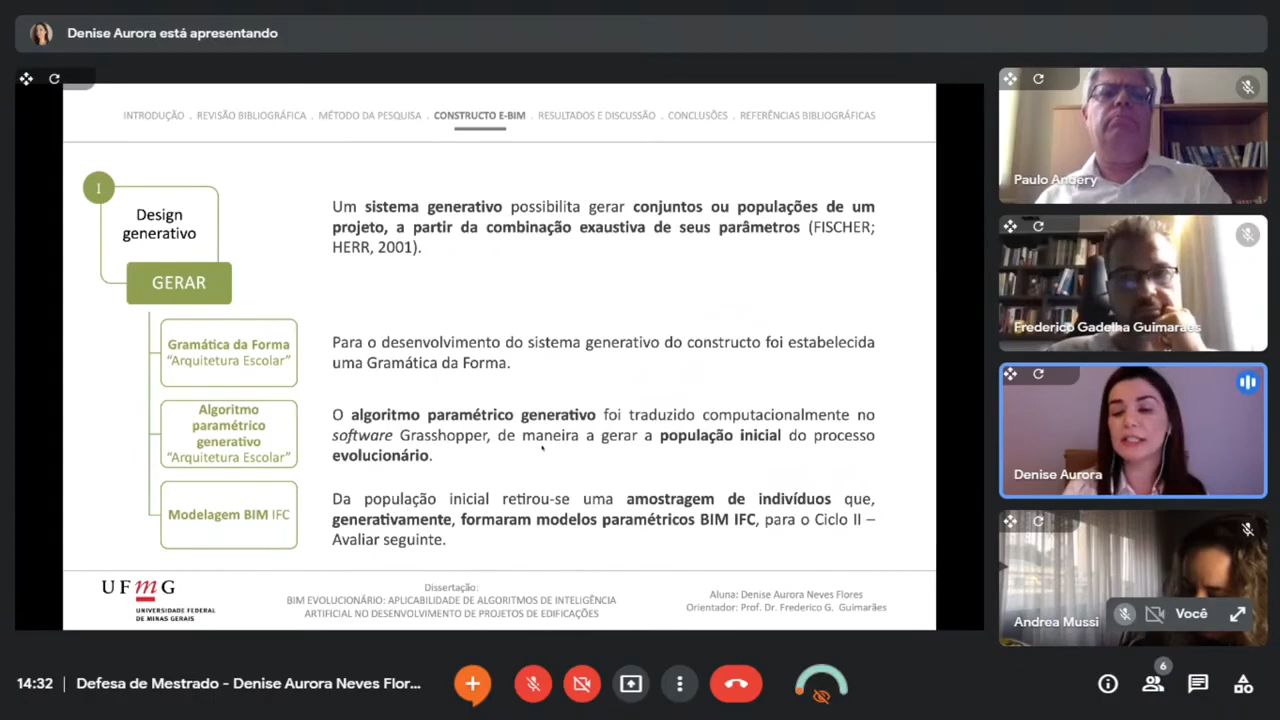 Denise Aurora está apresentando
INTRODUÇÃO . REVISÃO BIBLIOGRÁFICA . MÉTODO DA PESQUISA . CONSTRUCTO E-BIM . RESULTADOS E DISCUSSÃO . CONCLUSÕES . REFERÊNCIAS BIBLIOGRÁFICAS
I
Design
generativo
GERAR
Um sistema generativo possibilita gerar conjuntos ou populações de um
projeto, a partir da combinação exaustiva de seus parâmetros (FISCHER;
HERR, 2001).
Gramática da Forma
“Arquitetura Escolar”
Para o desenvolvimento do sistema generativo do constructo foi estabelecida
uma Gramática da Forma.
Algoritmo
paramétrico
generativo
“Arquitetura Escolar”
O algoritmo paramétrico generativo foi traduzido computacionalmente no
software Grasshopper, de maneira a gerar a população inicial do processo
evolucionário.
Modelagem BIM IFC
Da população inicial retirou-se uma amostragem de indivíduos que,
generativamente, formaram modelos paramétricos BIM IFC, para o Ciclo II –
Avaliar seguinte.
UFmG
UNIVERSIDADE FEDERAL
DE MINAS GERAIS
Dissertação:
BIM EVOLUCIONÁRIO: APLICABILIDADE DE ALGORITMOS DE INTELIGÊNCIA
ARTIFICIAL NO DESENVOLVIMENTO DE PROJETOS DE EDIFICAÇÕES
Aluna: Denise Aurora Neves Flores
Orientador: Prof. Dr. Frederico G. Guimarães
Paulo Andery
Frederico Gadelha Guimaraes
Denise Aurora
Andrea Mussi
Você
14:32 | Defesa de Mestrado - Denise Aurora Neves Flor...
6